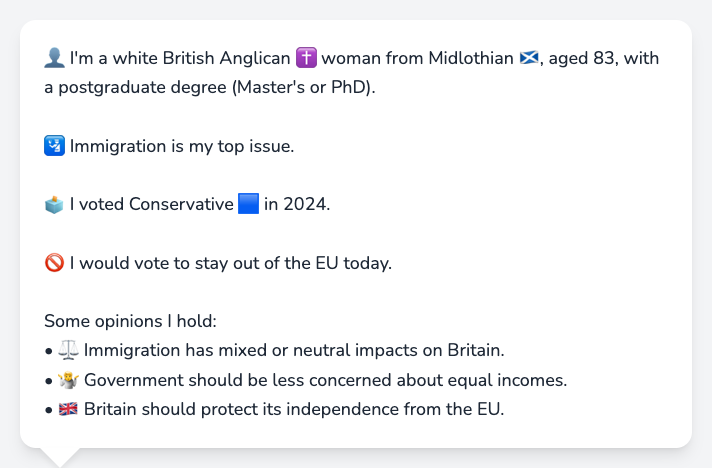 👤 I'm a white British Anglican ✝️ woman from Midlothian 🏴󠁧󠁢󠁳󠁣󠁴󠁿, aged 83, with
a postgraduate degree (Master's or PhD).
🛂 Immigration is my top issue.
🗳️ I voted Conservative 🟦 in 2024.
🚫 I would vote to stay out of the EU today.
Some opinions I hold:
• ⚖️ Immigration has mixed or neutral impacts on Britain.
• 🤷 Government should be less concerned about equal incomes.
• 🇬🇧 Britain should protect its independence from the EU.